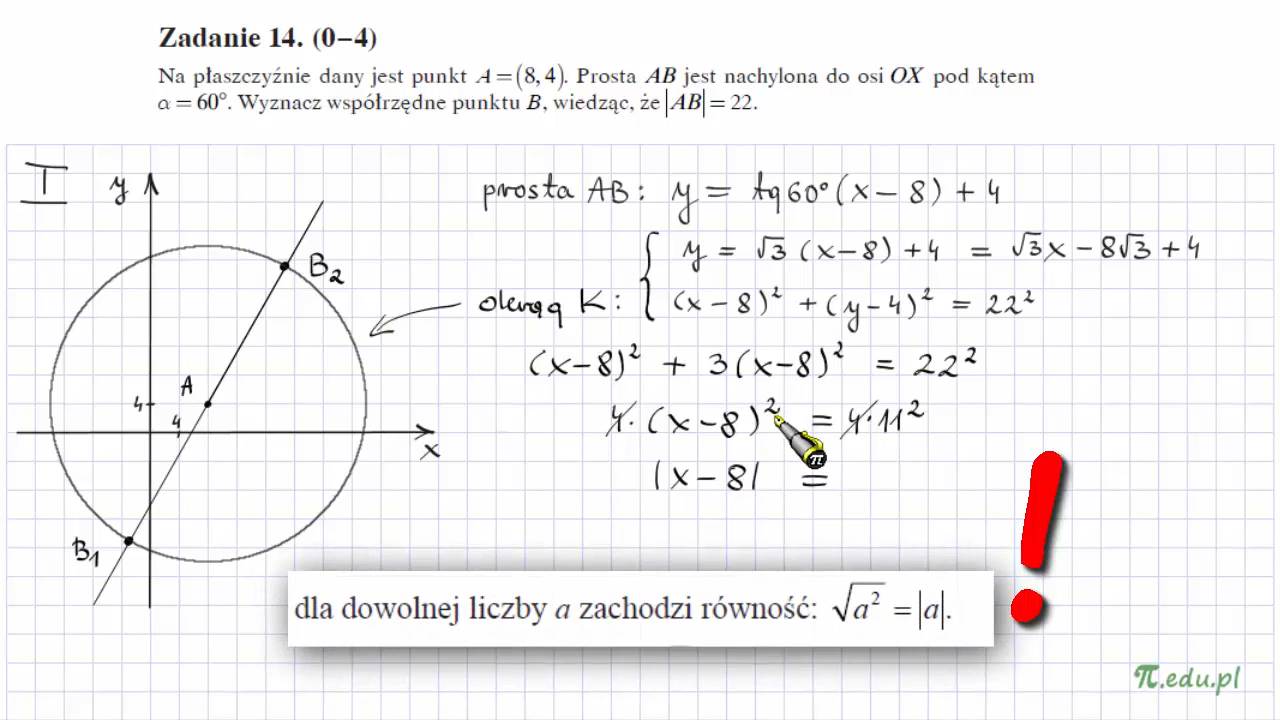 Zadanie 14. (0–4)
Na płaszczyźnie dany jest punkt A = (8, 4). Prosta AB jest nachylona do osi OX pod kątem
α = 60°. Wyznacz współrzędne punktu B, wiedząc, że |AB| = 22.
I
y
B₂
A
4
4
x
B₁
prosta AB: y = tg60°(x – 8) + 4
y = √3 (x – 8) + 4 = √3x – 8√3 + 4
okrąg K: (x – 8)² + (y – 4)² = 22²
(x – 8)² + 3(x – 8)² = 22²
4·(x – 8)² = 4·11²
|x – 8| =
dla dowolnej liczby a zachodzi równość: √a² = |a|.
!
π
π.edu.pl